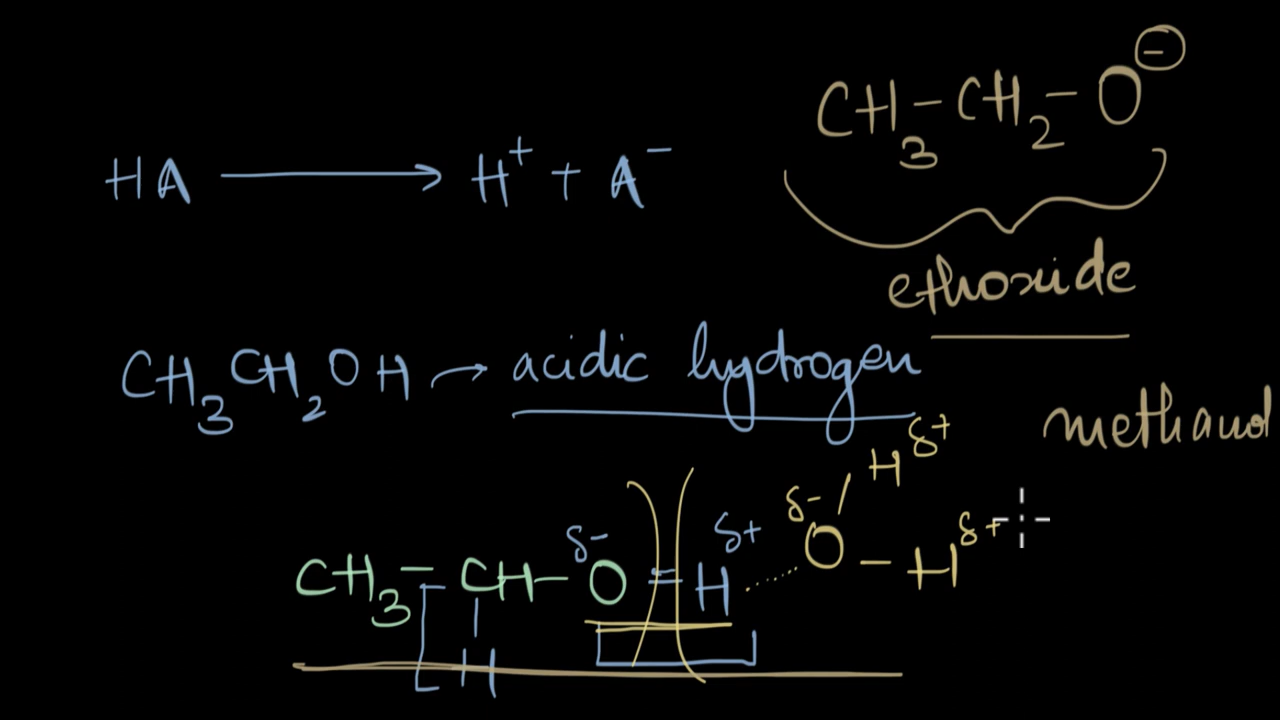 CH₃-CH₂-O⁻
HA → H⁺ + A⁻
ethoxide
CH₃CH₂OH → acidic hydrogen
methanol
H δ+
δ- δ+ δ- δ+
CH₃-CH-O-H ..... O-H
H